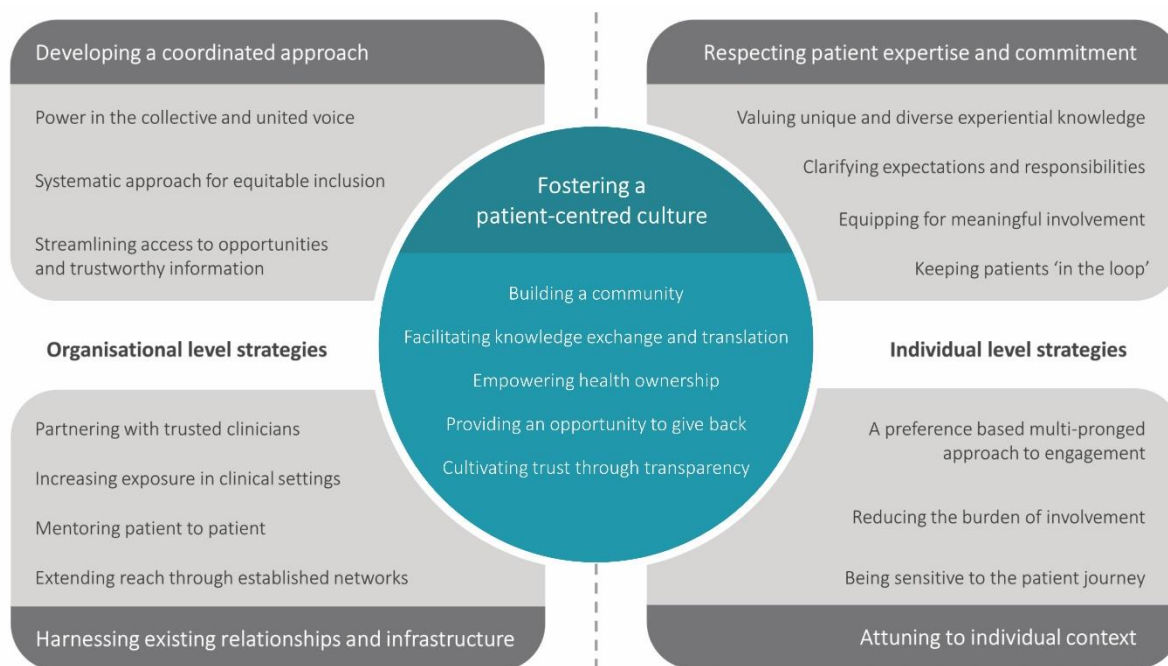 Developing a coordinated approach
Power in the collective and united voice
Systematic approach for equitable inclusion
Streamlining access to opportunities
and trustworthy information
Respecting patient expertise and commitment
Valuing unique and diverse experiential knowledge
Clarifying expectations and responsibilities
Equipping for meaningful involvement
Keeping patients ‘in the loop’
Fostering a
patient-centred culture
Building a community
Facilitating knowledge exchange and translation
Empowering health ownership
Providing an opportunity to give back
Cultivating trust through transparency
Organisational level strategies
Individual level strategies
Partnering with trusted clinicians
Increasing exposure in clinical settings
Mentoring patient to patient
Extending reach through established networks
Harnessing existing relationships and infrastructure
A preference based multi-pronged
approach to engagement
Reducing the burden of involvement
Being sensitive to the patient journey
Attuning to individual context